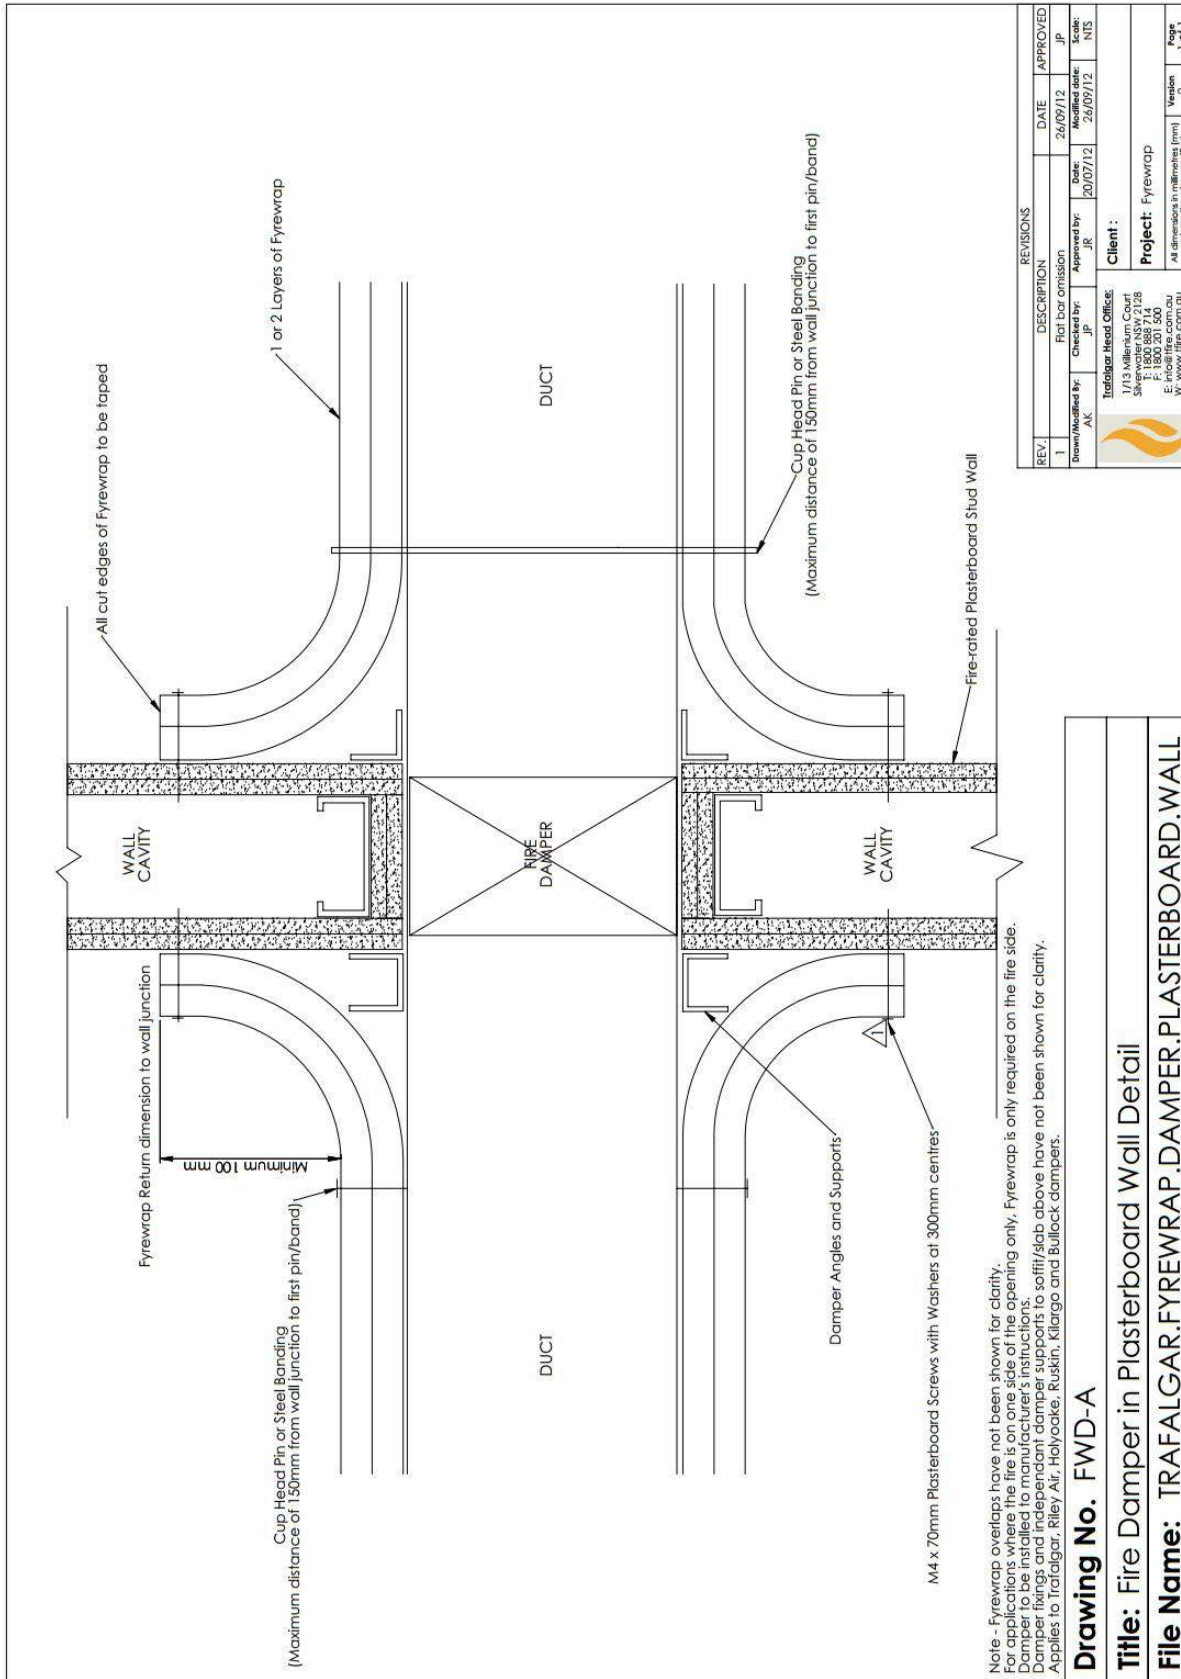 All cut edges of Fyrewrap to be taped
1 or 2 Layers of Fyrewrap
Fyrewrap Return dimension to wall junction
Minimum 100 mm
Cup Head Pin or Steel Banding
(Maximum distance of 150mm from wall junction to first pin/band)
WALL
CAVITY
DUCT
FIRE
DAMPER
DUCT
Cup Head Pin or Steel Banding
(Maximum distance of 150mm from wall junction to first pin/band)
WALL
CAVITY
Damper Angles and Supports
1
M4 x 70mm Plasterboard Screws with Washers at 300mm centres
Fire-rated Plasterboard Stud Wall
Note - Fyrewrap overlaps have not been shown for clarity.
For applications where the fire is on one side of the opening only, Fyrewrap is only required on the fire side.
Damper to be installed to manufacturer's instructions.
Damper fixings and independant damper supports to soffit/slab above have not been shown for clarity.
Applies to Trafalgar, Riley Air, Holyoake, Ruskin, Kilargo and Bullock dampers.
Drawing No. FWD-A
Title: Fire Damper in Plasterboard Wall Detail
File Name: TRAFALGAR.FYREWRAP.DAMPER.PLASTERBOARD.WALL
REVISIONS
REV. DESCRIPTION DATE APPROVED
1 Flat bar omission 26/09/12 JP
Drawn/Modified By: Checked by: Approved by: Date: Modified date: Scale:
AK JP JR 20/07/12 26/09/12 NTS
Trafalgar Head Office:
1/13 Millenium Court
Silverwater NSW 2128
T: 1800 888 714
F: 1800 201 500
E: info@tfire.com.au
W: www.tfire.com.au
Client :
Project: Fyrewrap
All dimensions in millimetres (mm)
Version
Page